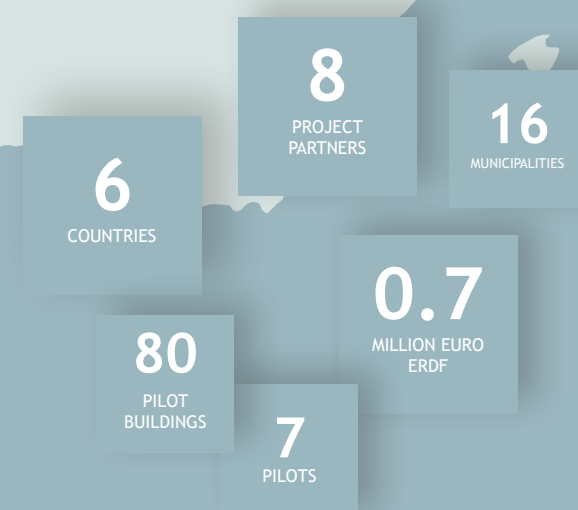 8
PROJECT
PARTNERS
16
MUNICIPALITIES
6
COUNTRIES
0.7
MILLION EURO
ERDF
80
PILOT
BUILDINGS
7
PILOTS